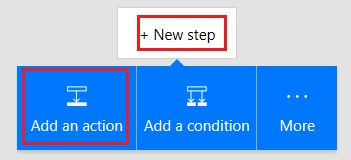 + New step
Add an action
Add a condition
More